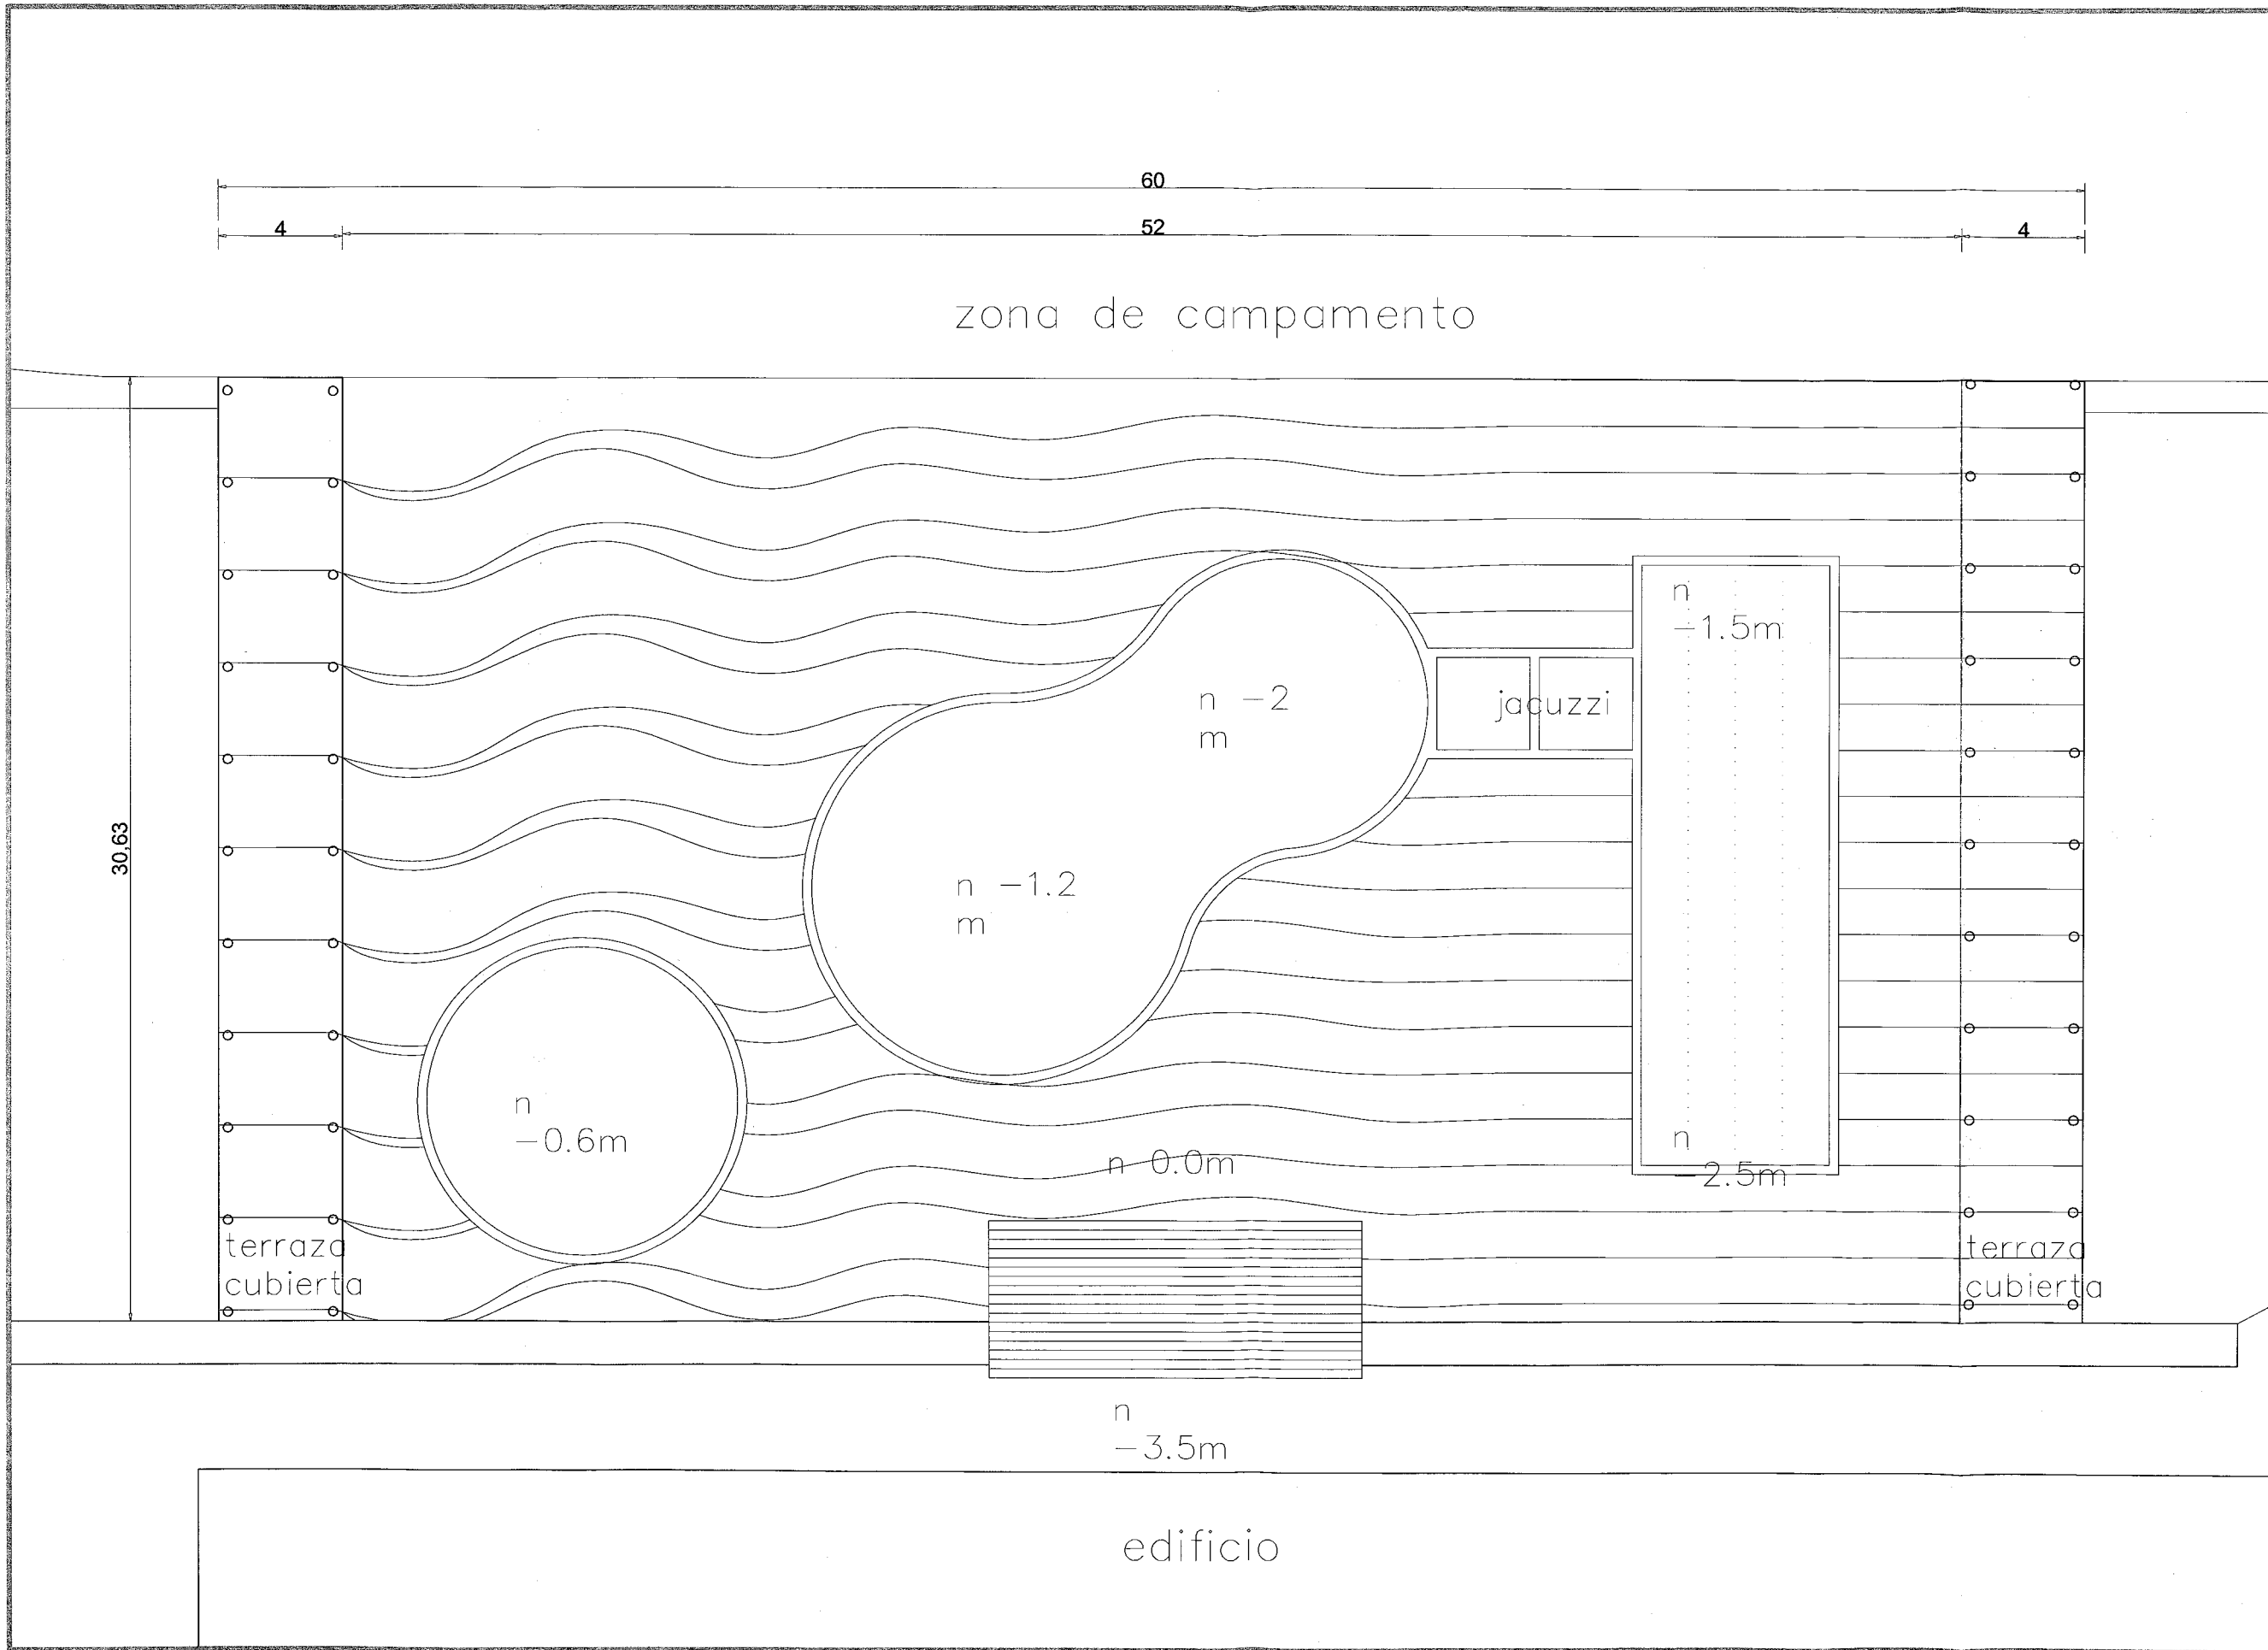 60
4
52
4
zona de campamento
n
-1.5m
n -2
m
jacuzzi
30,63
n -1.2
m
n
-0.6m
n 0.0m
n
-2.5m
terraza
cubierta
terraza
cubierta
n
-3.5m
edificio